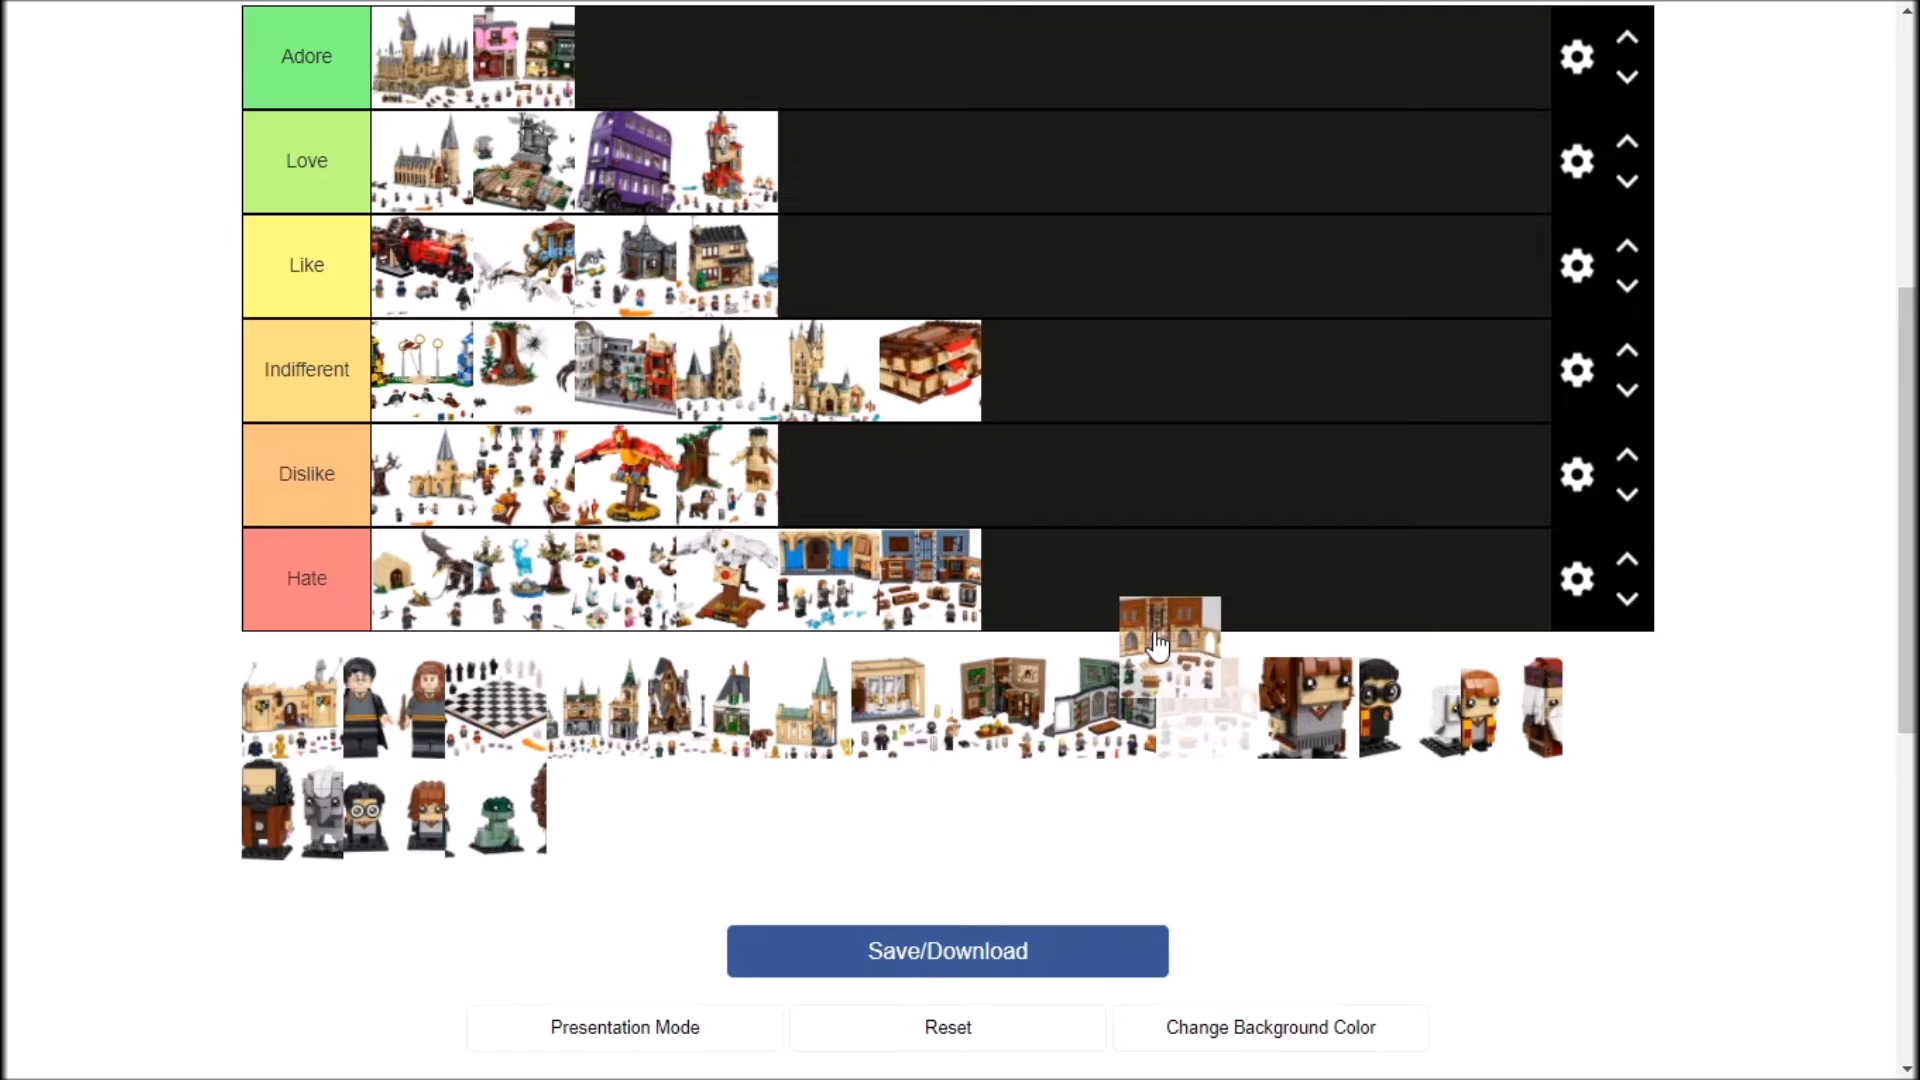 Adore
Love
Like
Indifferent
Dislike
Hate
Save/Download
Presentation Mode
Reset
Change Background Color